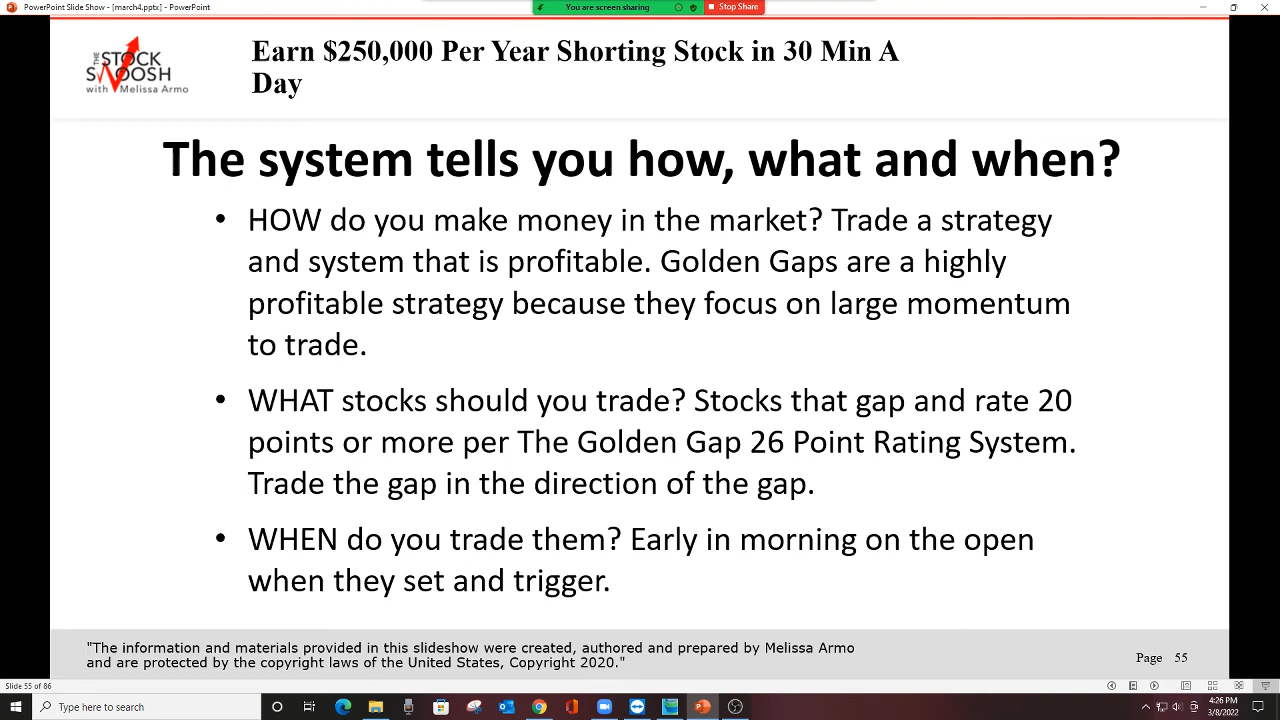 PowerPoint Slide Show - [march4.pptx] - PowerPoint
You are screen sharing
Stop Share
THE STOCK
SWOOSH
with Melissa Armo
Earn $250,000 Per Year Shorting Stock in 30 Min A
Day
The system tells you how, what and when?
• HOW do you make money in the market? Trade a strategy
and system that is profitable. Golden Gaps are a highly
profitable strategy because they focus on large momentum
to trade.
• WHAT stocks should you trade? Stocks that gap and rate 20
points or more per The Golden Gap 26 Point Rating System.
Trade the gap in the direction of the gap.
• WHEN do you trade them? Early in morning on the open
when they set and trigger.
"The information and materials provided in this slideshow were created, authored and prepared by Melissa Armo
and are protected by the copyright laws of the United States, Copyright 2020."
Page 55
Slide 55 of 86
Type here to search
4:26 PM
3/8/2022